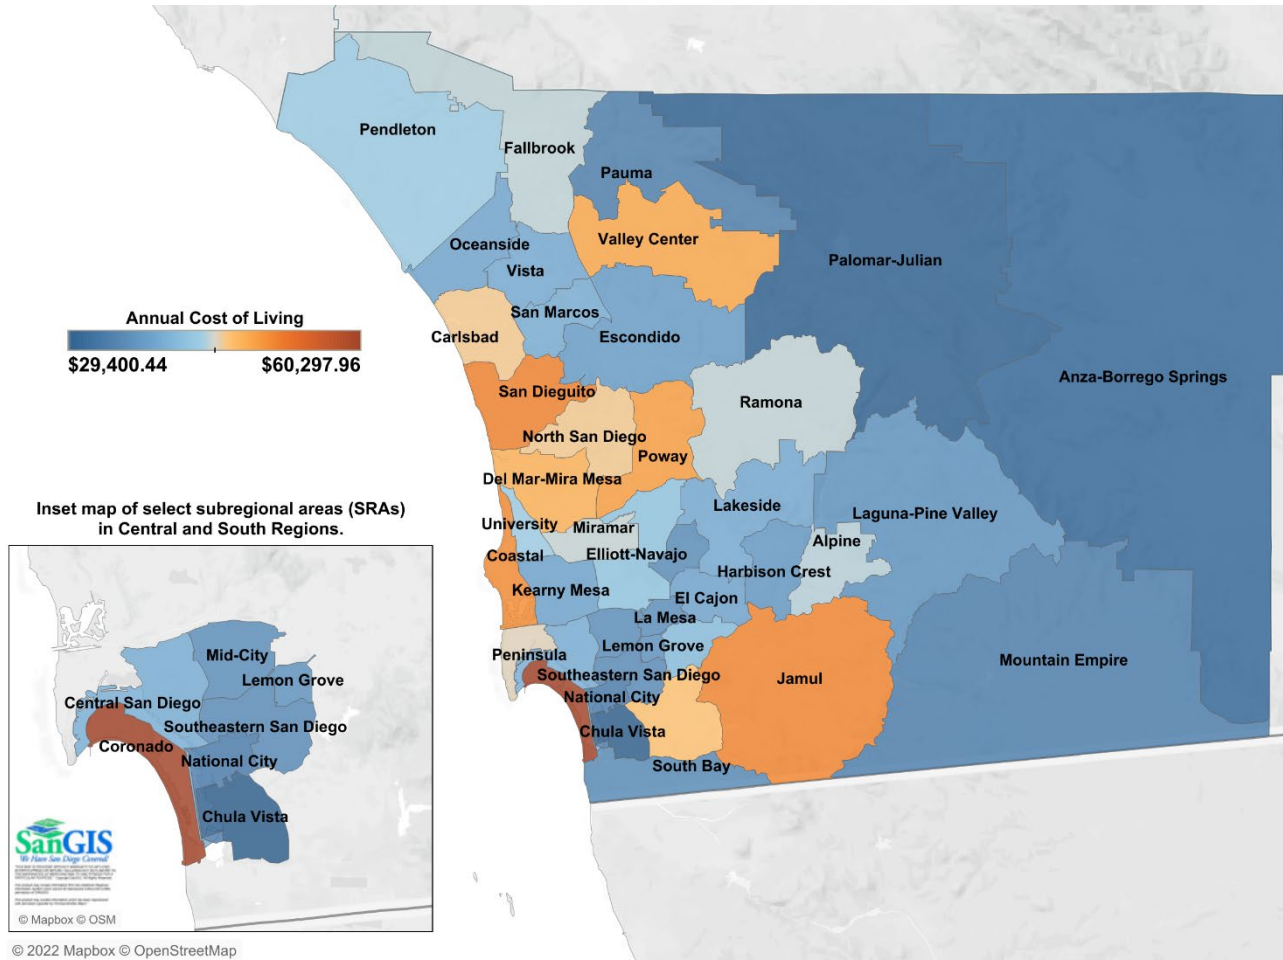 Pendleton
Fallbrook
Pauma
Valley Center
Oceanside
Vista
Palomar-Julian
San Marcos
Annual Cost of Living
Carlsbad
Escondido
$29,400.44
$60,297.96
Anza-Borrego Springs
San Dieguito
Ramona
North San Diego
Poway
Del Mar-Mira Mesa
Lakeside
Laguna-Pine Valley
Inset map of select subregional areas (SRAs)
in Central and South Regions.
University
Miramar
Alpine
Coastal
Elliott-Navajo
Harbison Crest
Kearny Mesa
El Cajon
La Mesa
Lemon Grove
Peninsula
Mountain Empire
Southeastern San Diego
Jamul
National City
Chula Vista
South Bay
Mid-City
Lemon Grove
Central San Diego
Southeastern San Diego
Coronado
National City
Chula Vista
SanGIS
We Have San Diego Covered!
© Mapbox © OSM
© 2022 Mapbox © OpenStreetMap